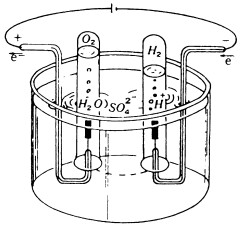 +
−
O₂
H₂
e⁻
e
H₂O SO₄²⁻ H⁺